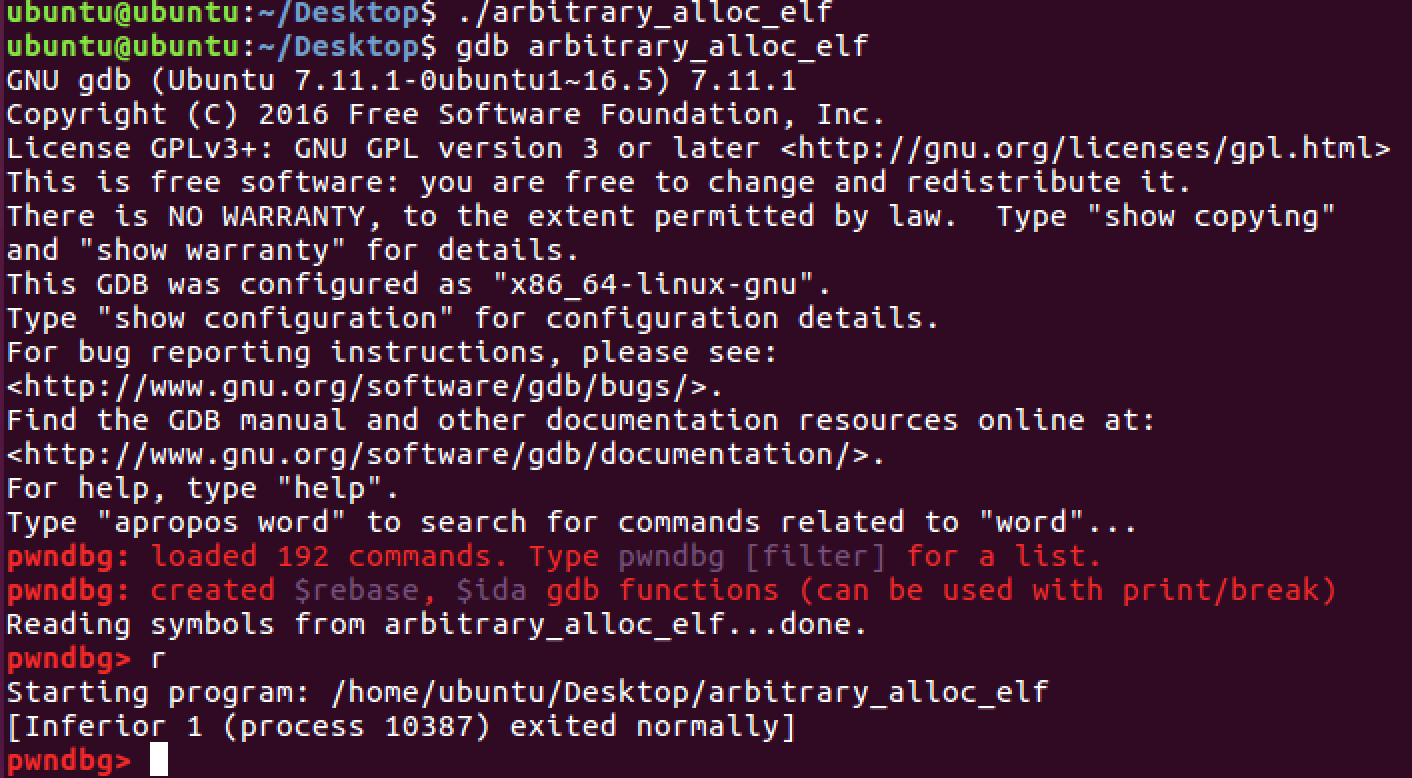 ubuntu@ubuntu:~/Desktop$ ./arbitrary_alloc_elf
ubuntu@ubuntu:~/Desktop$ gdb arbitrary_alloc_elf
GNU gdb (Ubuntu 7.11.1-0ubuntu1~16.5) 7.11.1
Copyright (C) 2016 Free Software Foundation, Inc.
License GPLv3+: GNU GPL version 3 or later <http://gnu.org/licenses/gpl.html>
This is free software: you are free to change and redistribute it.
There is NO WARRANTY, to the extent permitted by law.  Type "show copying"
and "show warranty" for details.
This GDB was configured as "x86_64-linux-gnu".
Type "show configuration" for configuration details.
For bug reporting instructions, please see:
<http://www.gnu.org/software/gdb/bugs/>.
Find the GDB manual and other documentation resources online at:
<http://www.gnu.org/software/gdb/documentation/>.
For help, type "help".
Type "apropos word" to search for commands related to "word"...
pwndbg: loaded 192 commands. Type pwndbg [filter] for a list.
pwndbg: created $rebase, $ida gdb functions (can be used with print/break)
Reading symbols from arbitrary_alloc_elf...done.
pwndbg> r
Starting program: /home/ubuntu/Desktop/arbitrary_alloc_elf
[Inferior 1 (process 10387) exited normally]
pwndbg>